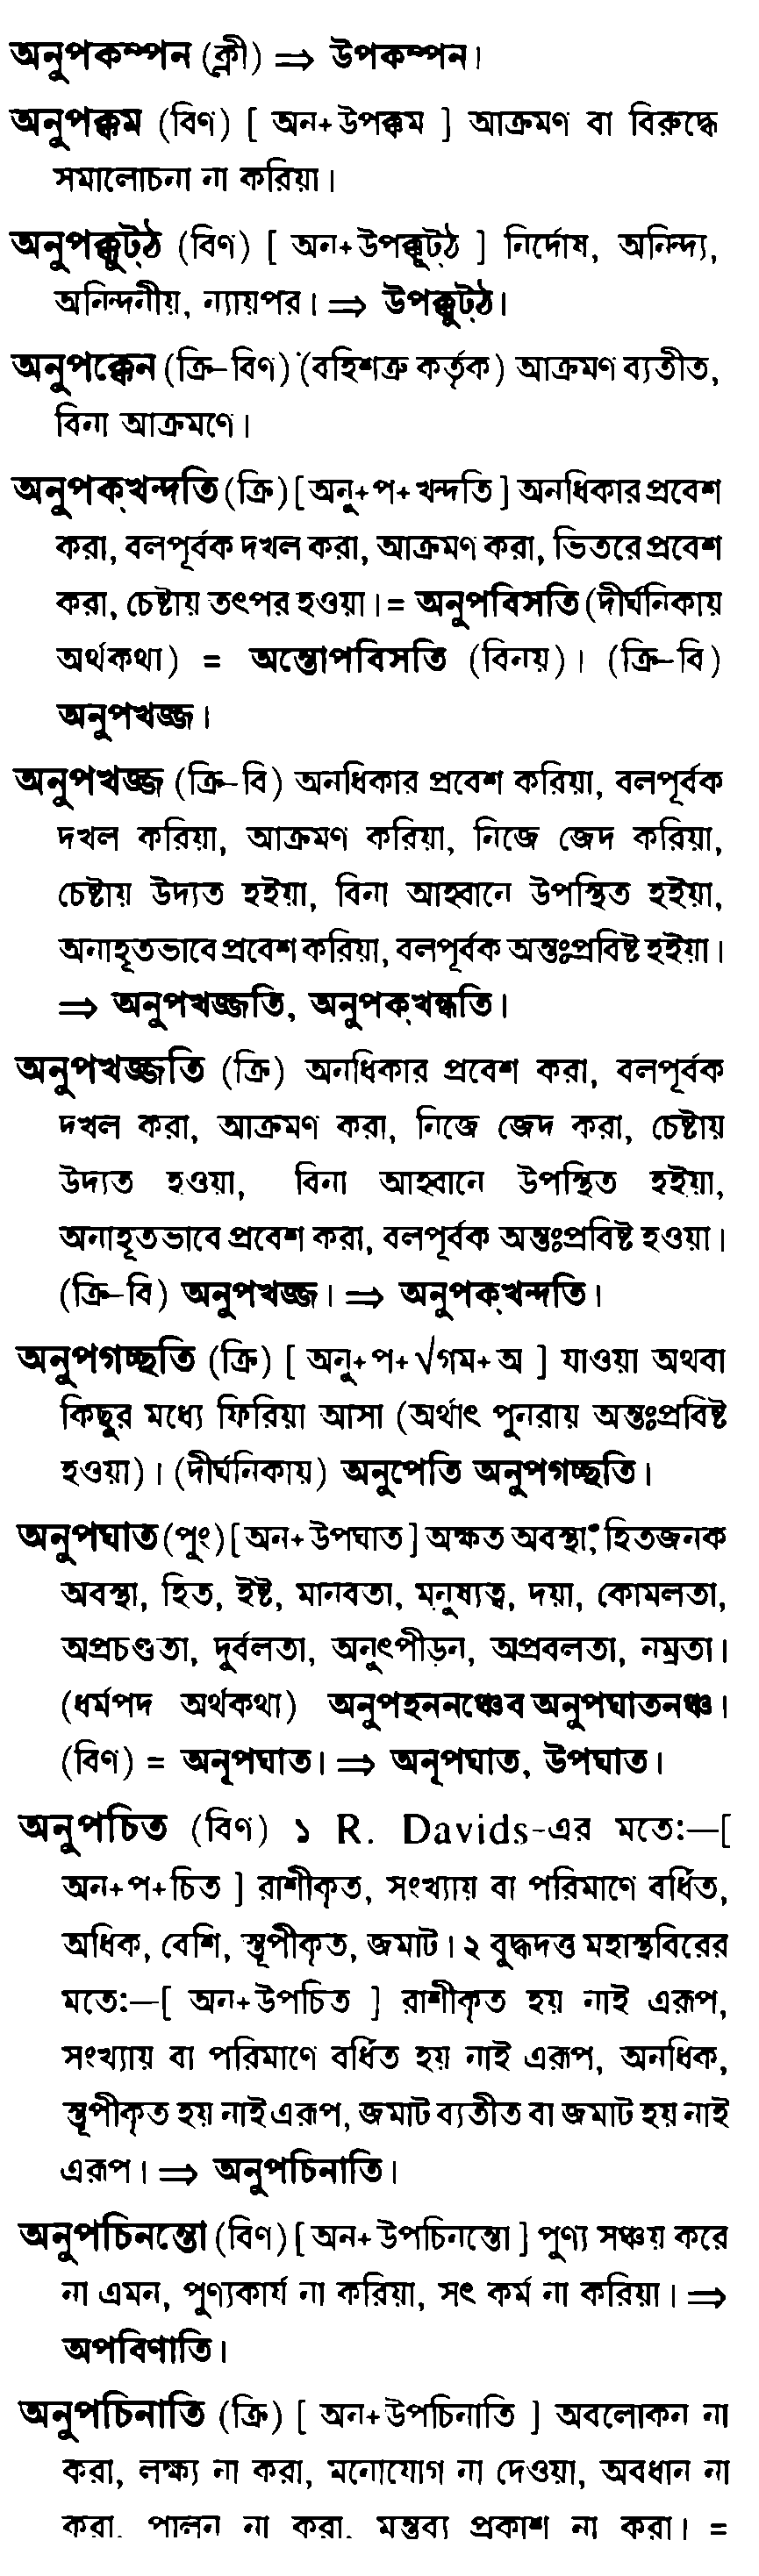 অনুপকম্পন (ক্লী) ⇒ উপকম্পন।
অনুপক্কম (বিণ) [ অন+উপক্কম ] আক্রমণ বা বিরুদ্ধে
সমালোচনা না করিয়া।
অনুপক্কুট্ঠ (বিণ) [ অন+উপক্কুট্ঠ ] নির্দোষ, অনিন্দ্য,
অনিন্দনীয়, ন্যায়পর। ⇒ উপক্কুট্ঠ।
অনুপক্কেন (ক্রি–বিণ) (বহিশত্রু কর্তৃক) আক্রমণ ব্যতীত,
বিনা আক্রমণে।
অনুপক্খন্দতি (ক্রি) [ অনু+প+খন্দতি ] অনধিকার প্রবেশ
করা, বলপূর্বক দখল করা, আক্রমণ করা, ভিতরে প্রবেশ
করা, চেষ্টায় তৎপর হওয়া। = অনুপবিসতি (দীর্ঘনিকায়
অর্থকথা) = অন্তোপবিসতি (বিনয়)। (ক্রি–বি)
অনুপখজ্জ।
অনুপখজ্জ (ক্রি–বি) অনধিকার প্রবেশ করিয়া, বলপূর্বক
দখল করিয়া, আক্রমণ করিয়া, নিজে জেদ করিয়া,
চেষ্টায় উদ্যত হইয়া, বিনা আহ্বানে উপস্থিত হইয়া,
অনাহূতভাবে প্রবেশ করিয়া, বলপূর্বক অন্তঃপ্রবিষ্ট হইয়া।
⇒ অনুপখজ্জতি, অনুপক্খন্ধতি।
অনুপখজ্জতি (ক্রি) অনধিকার প্রবেশ করা, বলপূর্বক
দখল করা, আক্রমণ করা, নিজে জেদ করা, চেষ্টায়
উদ্যত হওয়া, বিনা আহ্বানে উপস্থিত হইয়া,
অনাহূতভাবে প্রবেশ করা, বলপূর্বক অন্তঃপ্রবিষ্ট হওয়া।
(ক্রি–বি) অনুপখজ্জ। ⇒ অনুপক্খন্দতি।
অনুপগচ্ছতি (ক্রি) [ অনু+প+√গম+অ ] যাওয়া অথবা
কিছুর মধ্যে ফিরিয়া আসা (অর্থাৎ পুনরায় অন্তঃপ্রবিষ্ট
হওয়া)। (দীর্ঘনিকায়) অনুপেতি অনুপগচ্ছতি।
অনুপঘাত (পুং) [ অন+উপঘাত ] অক্ষত অবস্থা; হিতজনক
অবস্থা, হিত, ইষ্ট, মানবতা, মনুষ্যত্ব, দয়া, কোমলতা,
অপ্রচণ্ডতা, দুর্বলতা, অনুৎপীড়ন, অপ্রবলতা, নম্রতা।
(ধর্মপদ অর্থকথা) অনুপহননঞ্চেব অনুপঘাতনঞ্চ।
(বিণ) = অনূপঘাত। ⇒ অনূপঘাত, উপঘাত।
অনুপচিত (বিণ) ১ R. Davids-এর মতে:—[
অন+প+চিত ] রাশীকৃত, সংখ্যায় বা পরিমাণে বর্ধিত,
অধিক, বেশি, স্তূপীকৃত, জমাট। ২ বুদ্ধদত্ত মহাস্থবিরের
মতে:—[ অন+উপচিত ] রাশীকৃত হয় নাই এরূপ,
সংখ্যায় বা পরিমাণে বর্ধিত হয় নাই এরূপ, অনধিক,
স্তূপীকৃত হয় নাই এরূপ, জমাট ব্যতীত বা জমাট হয় নাই
এরূপ। ⇒ অনুপচিনাতি।
অনুপচিনন্তো (বিণ) [ অন+উপচিনন্তো ] পুণ্য সঞ্চয় করে
না এমন, পুণ্যকার্য না করিয়া, সৎ কর্ম না করিয়া। ⇒
অপবিণাতি।
অনুপচিনাতি (ক্রি) [ অন+উপচিনাতি ] অবলোকন না
করা, লক্ষ্য না করা, মনোযোগ না দেওয়া, অবধান না
করা, পালন না করা, মন্তব্য প্রকাশ না করা। =